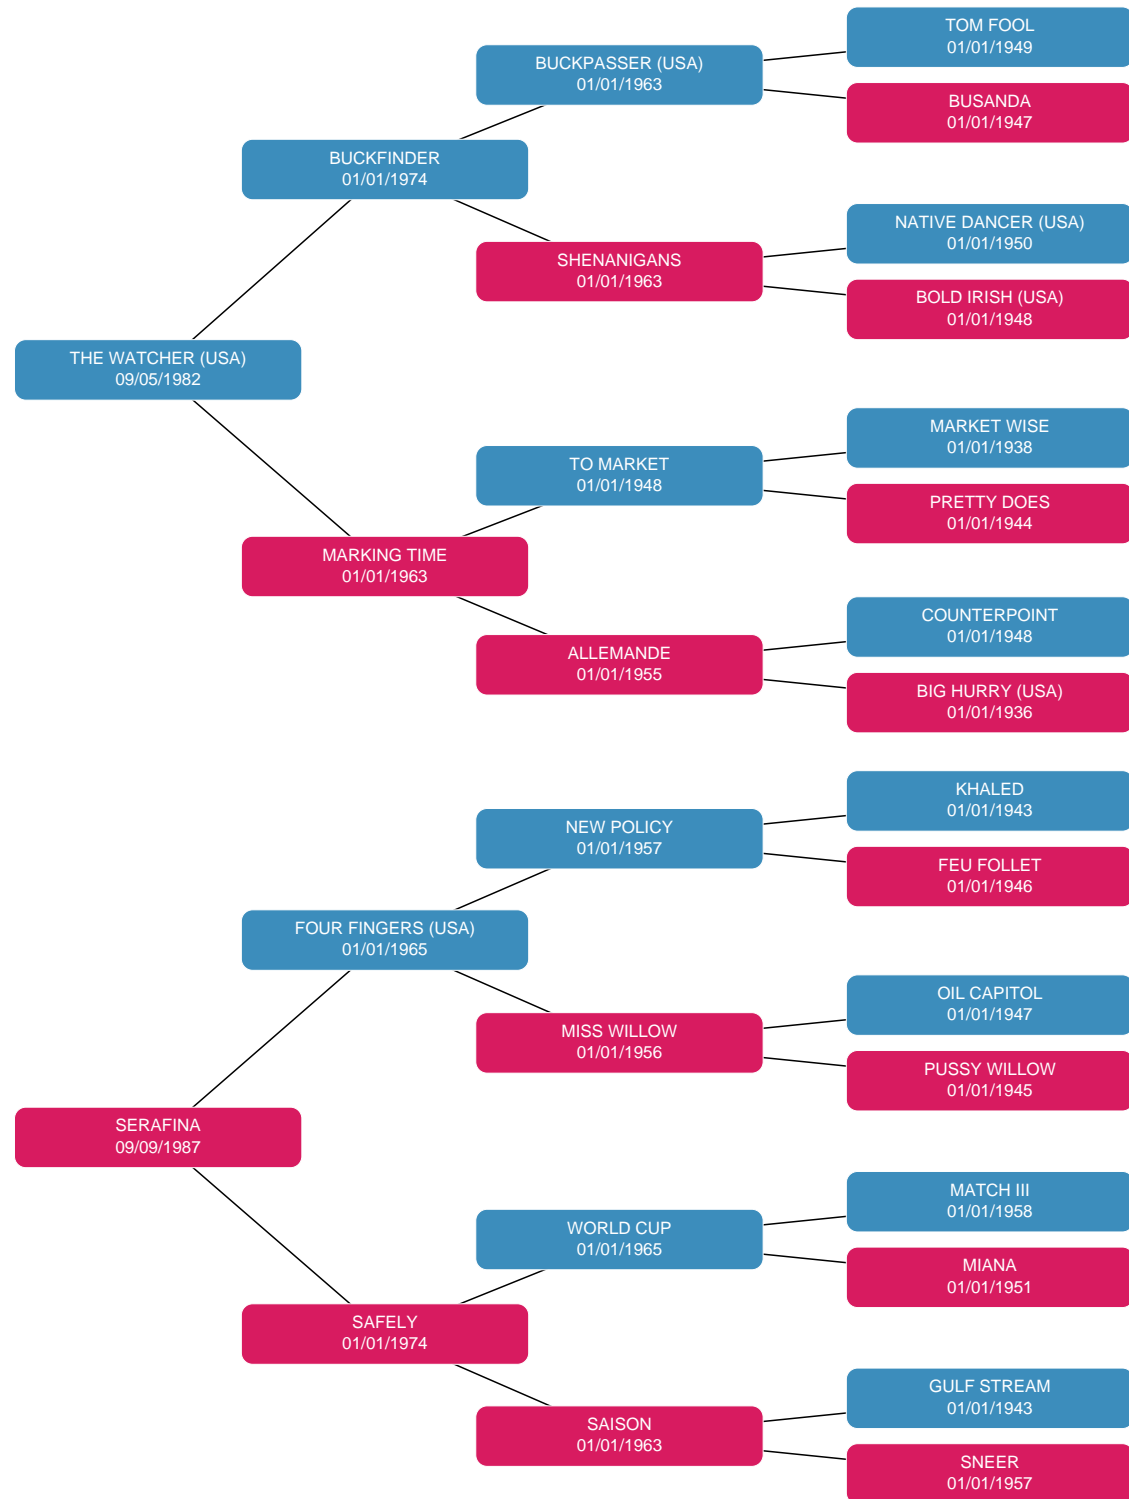 TOM FOOL
01/01/1949
BUCKPASSER (USA)
01/01/1963
BUSANDA
01/01/1947
BUCKFINDER
01/01/1974
NATIVE DANCER (USA)
01/01/1950
SHENANIGANS
01/01/1963
BOLD IRISH (USA)
01/01/1948
THE WATCHER (USA)
09/05/1982
MARKET WISE
01/01/1938
TO MARKET
01/01/1948
PRETTY DOES
01/01/1944
MARKING TIME
01/01/1963
COUNTERPOINT
01/01/1948
ALLEMANDE
01/01/1955
BIG HURRY (USA)
01/01/1936
KHALED
01/01/1943
NEW POLICY
01/01/1957
FEU FOLLET
01/01/1946
FOUR FINGERS (USA)
01/01/1965
OIL CAPITOL
01/01/1947
MISS WILLOW
01/01/1956
PUSSY WILLOW
01/01/1945
SERAFINA
09/09/1987
MATCH III
01/01/1958
WORLD CUP
01/01/1965
MIANA
01/01/1951
SAFELY
01/01/1974
GULF STREAM
01/01/1943
SAISON
01/01/1963
SNEER
01/01/1957